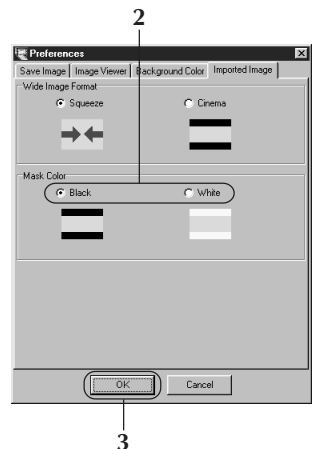 2
Preferences
Save Image Image Viewer Background Color Imported Image
Wide Image Format
Squeeze Cinema
Mask Color
Black White
OK Cancel
3